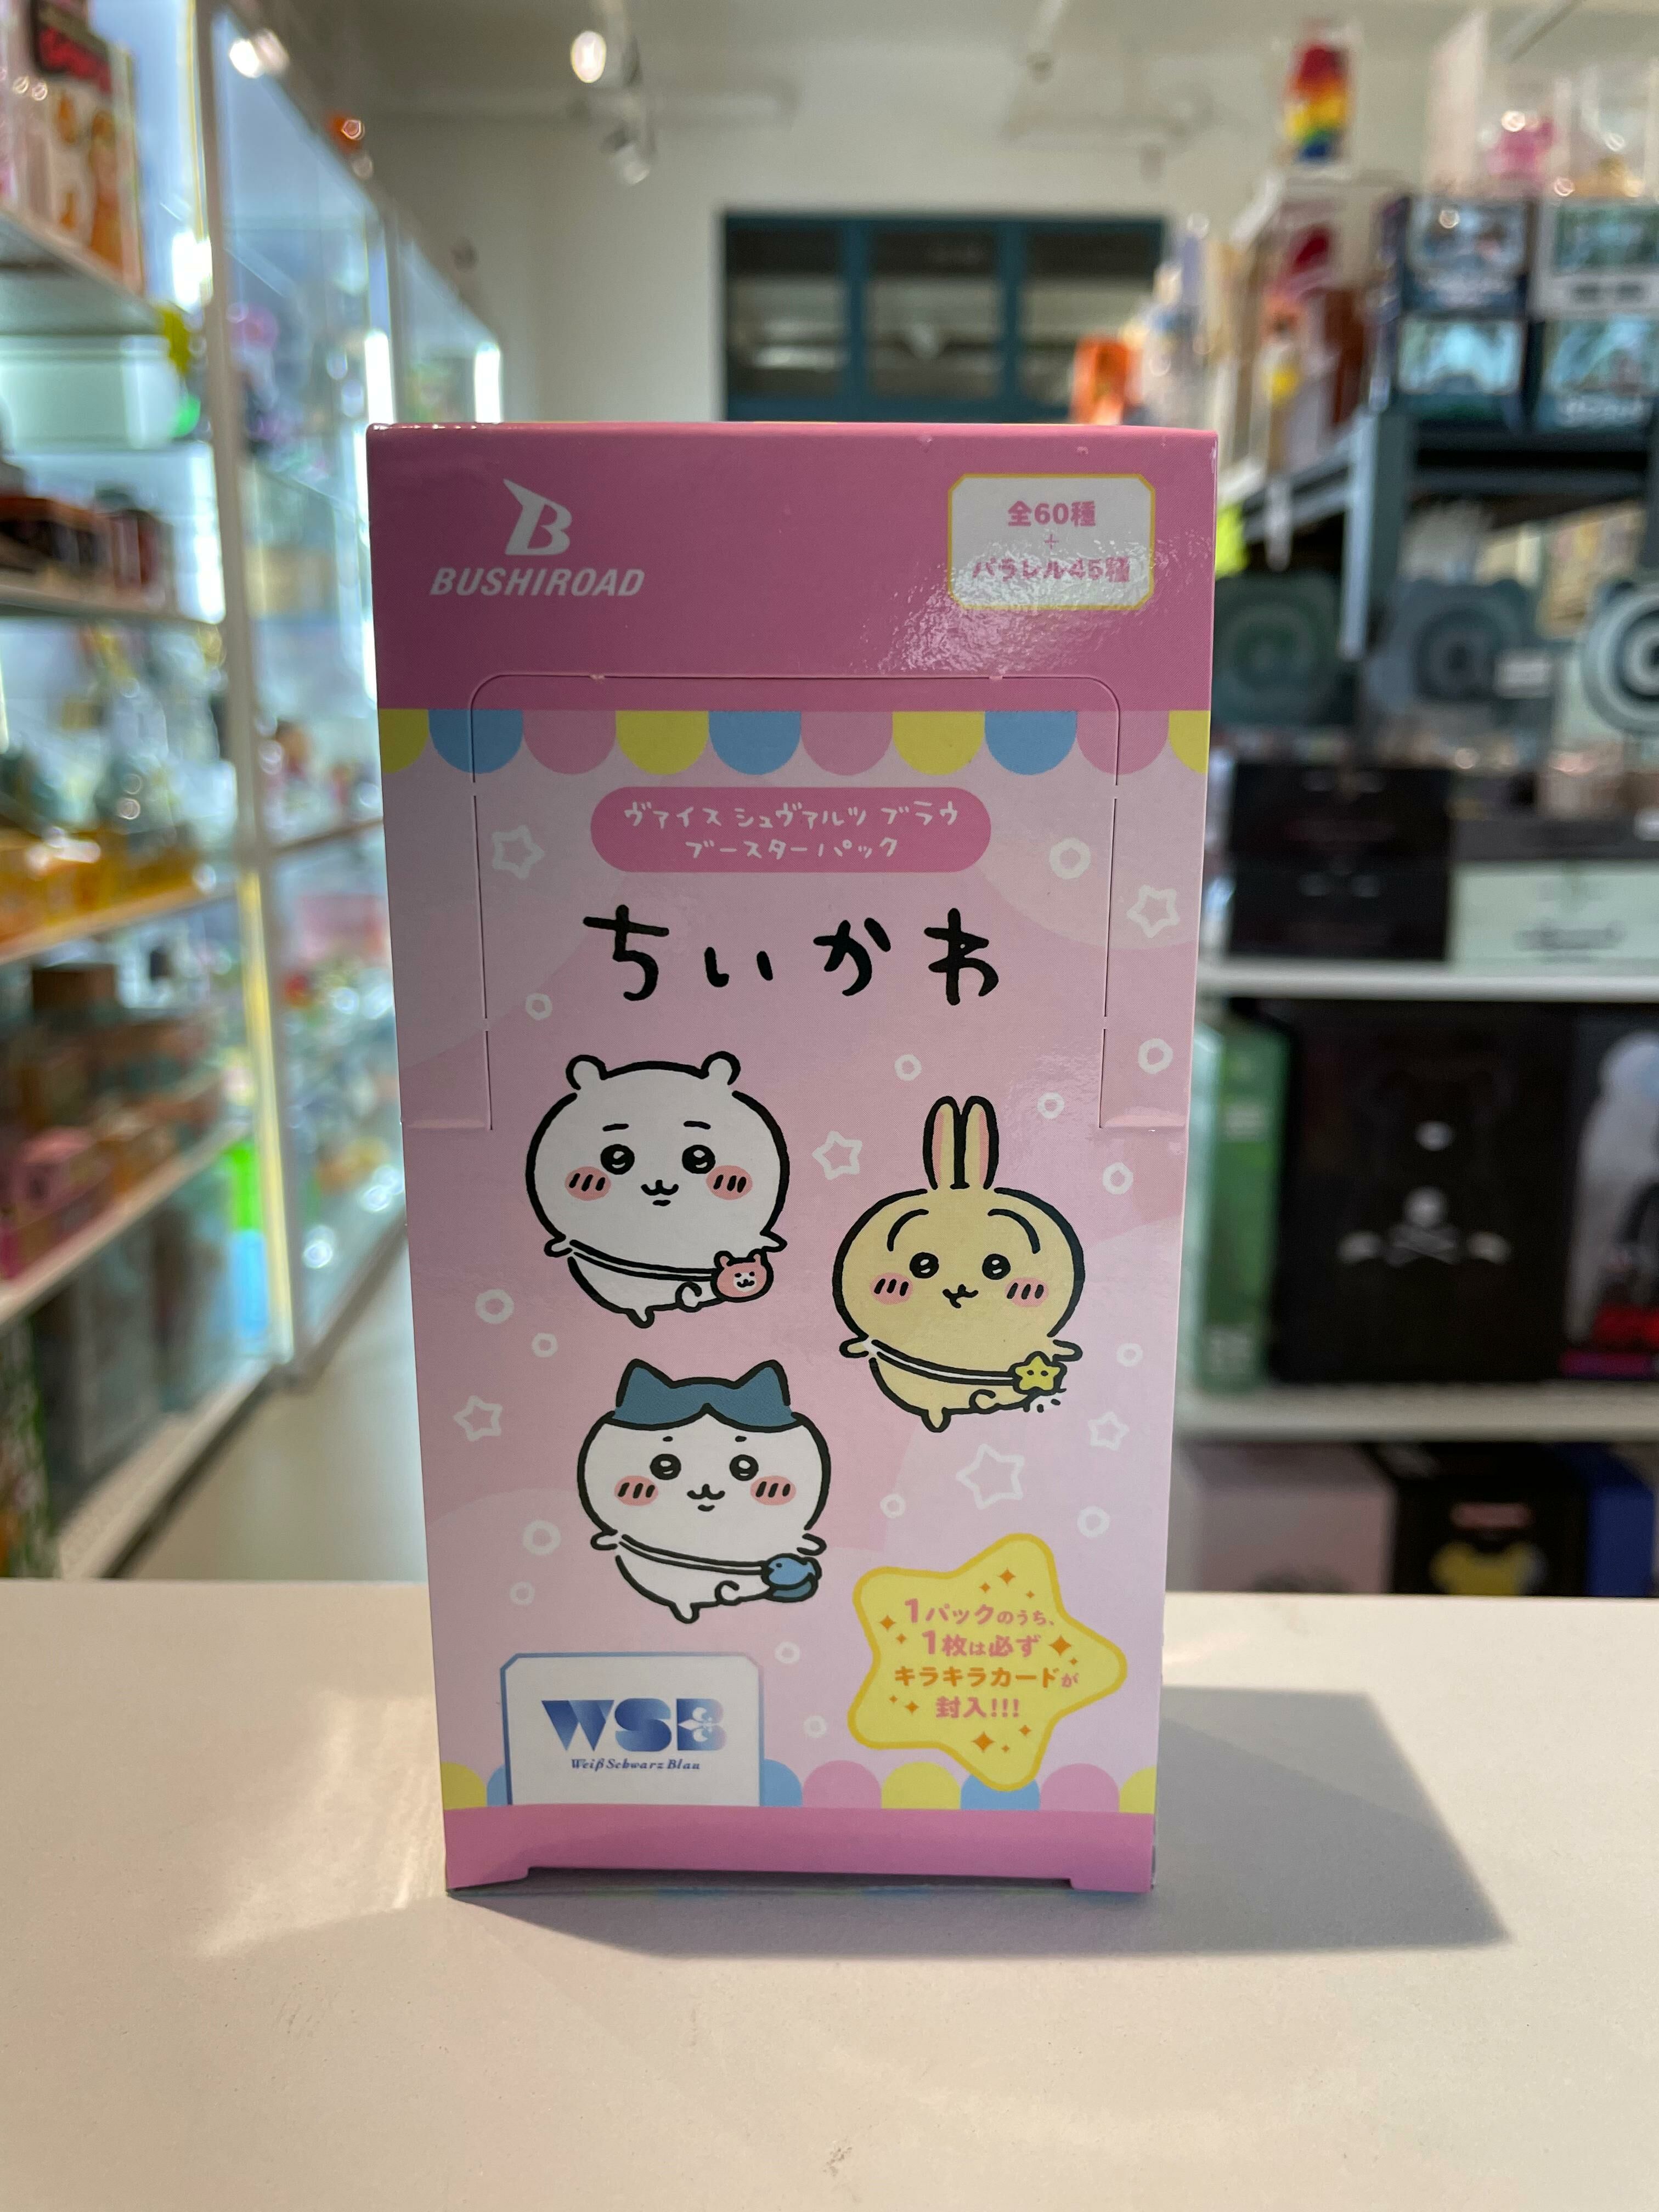 BUSHIROAD
全60種
+
パラレル45種
ヴァイス シュヴァルツ ブラウ
ブースターパック
ちいかわ
1パックのうち、
1枚は必ず
キラキラカードが
封入!!!
WSB
Weiß Schwarz Blau